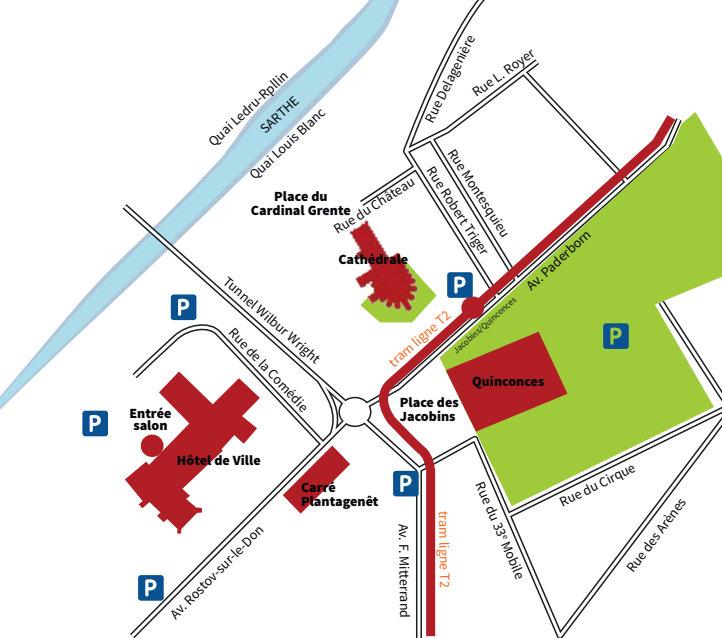 Quai Ledru-Rpllin
SARTHE
Quai Louis Blanc
Rue Delagenière
Rue L. Royer
Rue Montesquieu
Rue Robert Triger
Place du
Cardinal Grente
Rue du Château
Cathédrale
P
Av. Paderborn
Jacobins/Quinconces
tram ligne T2
P
Tunnel Wilbur Wright
Rue de la Comédie
P
Quinconces
Place des
Jacobins
P
Entrée
salon
Hôtel de Ville
Carré
Plantagenêt
P
Rue du Cirque
Rue du 33e Mobile
Rue des Arènes
tram ligne T2
Av. F. Mitterrand
Av. Rostov-sur-le-Don
P